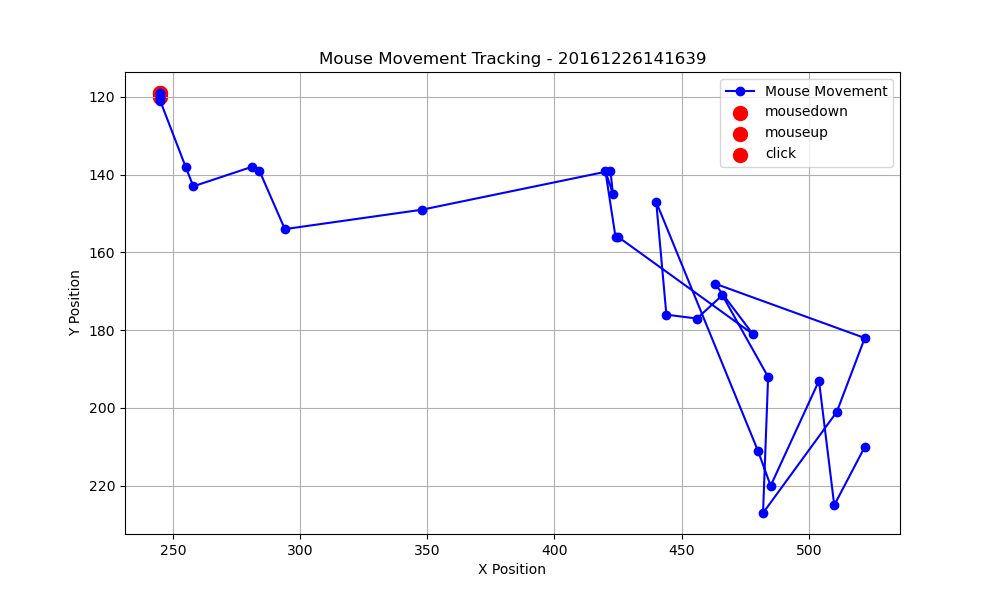 Mouse Movement Tracking - 20161226141639
Mouse Movement
mousedown
mouseup
click
Y Position
120
140
160
180
200
220
250
300
350
400
450
500
X Position